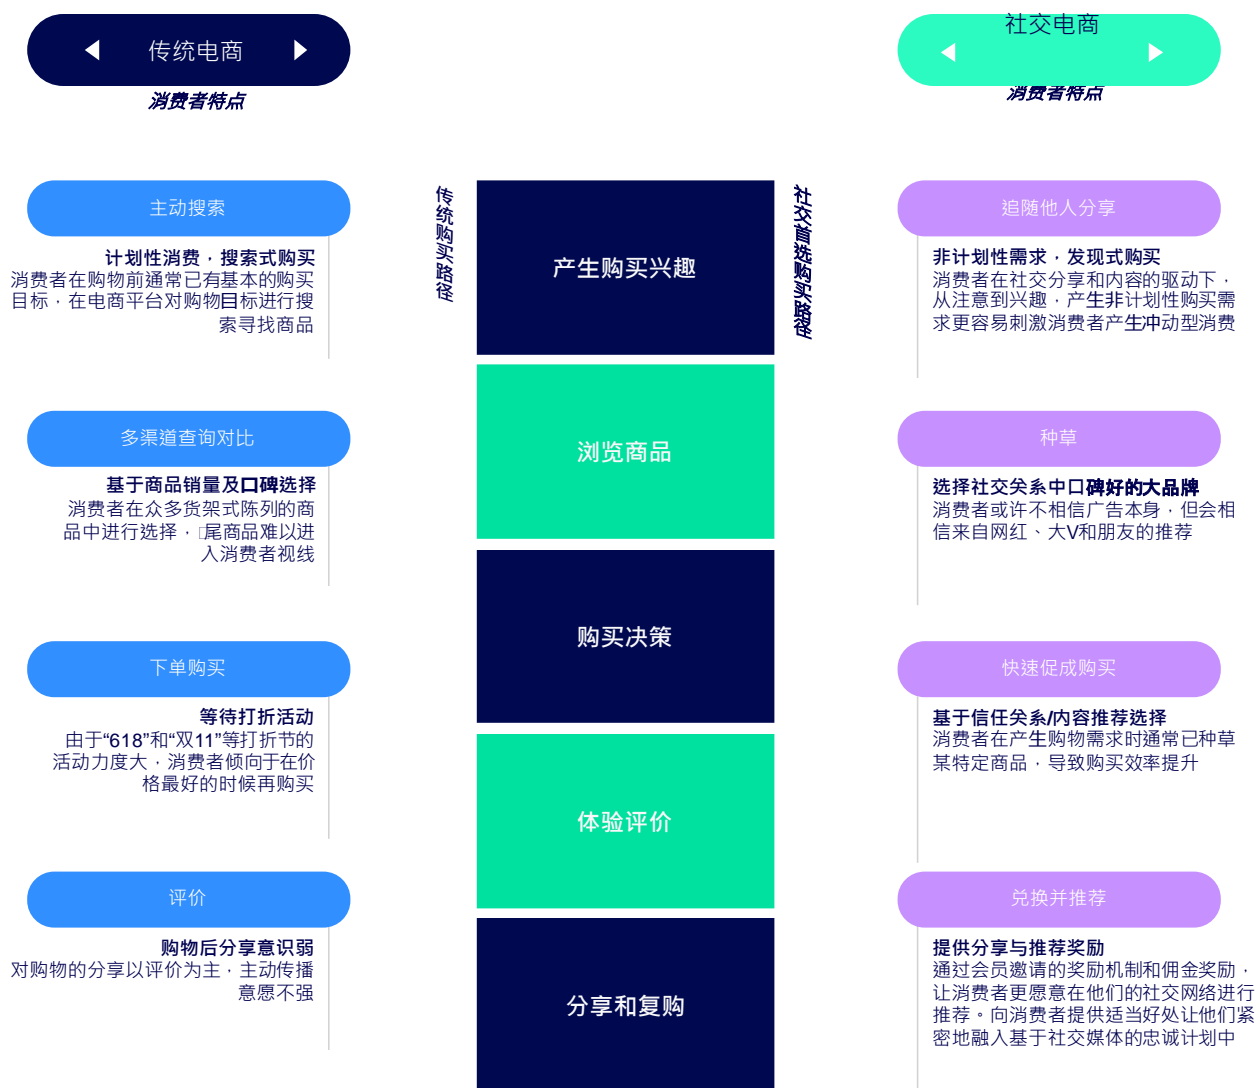 传统电商
消费者特点
主动搜索
计划性消费，搜索式购买
消费者在购物前通常已有基本的购买
目标，在电商平台对购物目标进行搜
索寻找商品
多渠道查询对比
基于商品销量及口碑选择
消费者在众多货架式陈列的商
品中进行选择，尾商品难以进
入消费者视线
下单购买
等待打折活动
由于“618”和“双11”等打折节的
活动力度大，消费者倾向于在价
格最好的时候再购买
评价
购物后分享意识弱
对购物的分享以评价为主，主动传播
意愿不强
传统购买路径
产生购买兴趣
浏览商品
购买决策
体验评价
分享和复购
社交首选购买路径
社交电商
消费者特点
追随他人分享
非计划性需求，发现式购买
消费者在社交分享和内容的驱动下，
从注意到兴趣，产生非计划性购买需
求更容易刺激消费者产生冲动型消费
种草
选择社交关系中口碑好的大品牌
消费者或许不相信广告本身，但会相
信来自网红、大V和朋友的推荐
快速促成购买
基于信任关系/内容推荐选择
消费者在产生购物需求时通常已种草
某特定商品，导致购买效率提升
兑换并推荐
提供分享与推荐奖励
通过会员邀请的奖励机制和佣金奖励，
让消费者更愿意在他们的社交网络进行
推荐。向消费者提供适当好处让他们紧
密地融入基于社交媒体的忠诚计划中